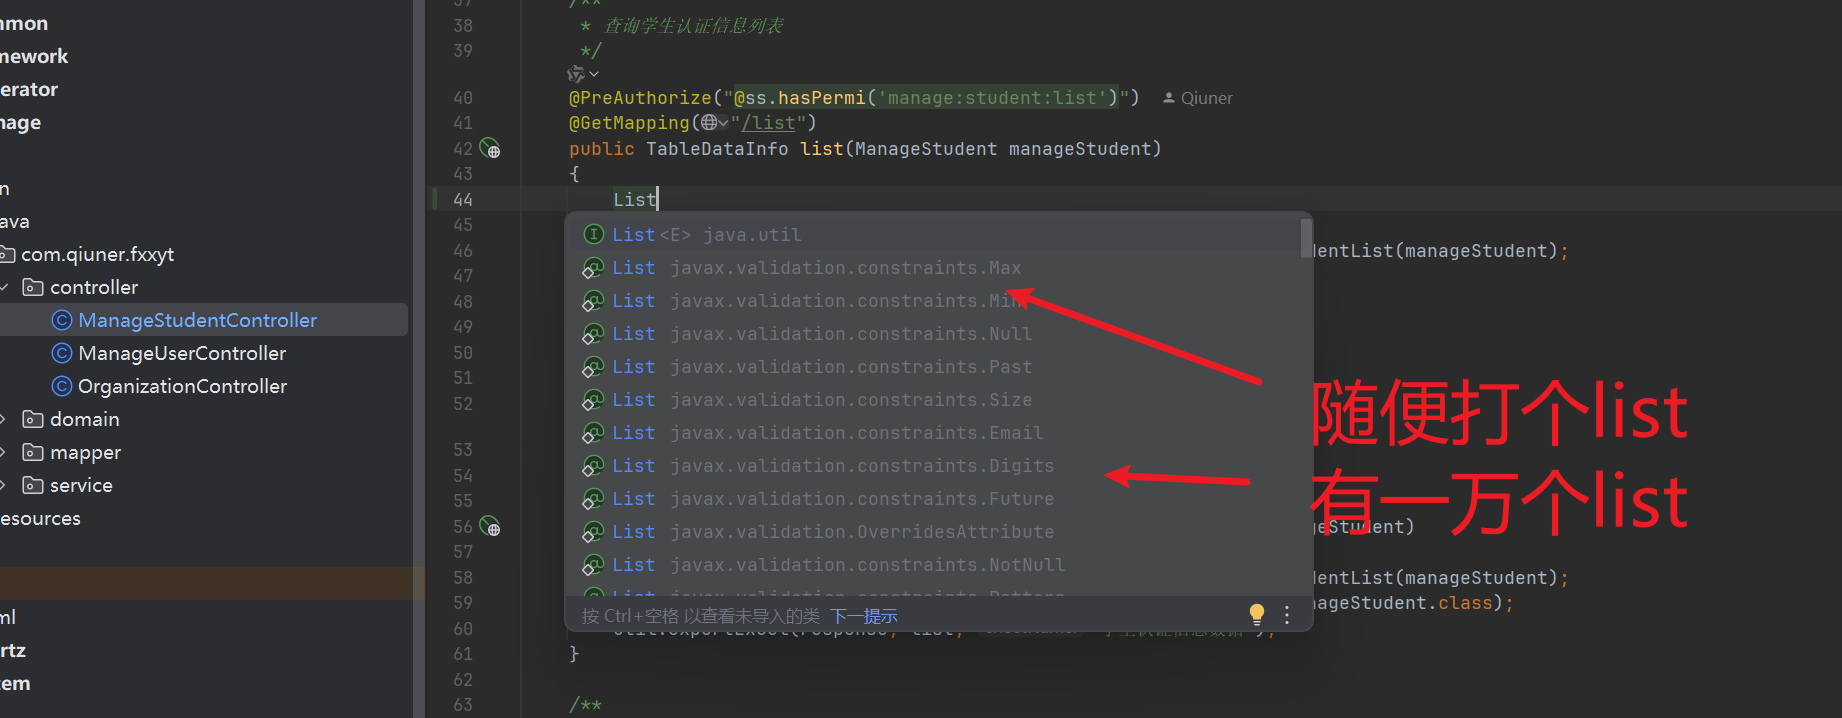 mmon
mework
erator
nage
n
ava
com.qiuner.fxxyt
controller
ManageStudentController
ManageUserController
OrganizationController
domain
mapper
service
esources
ml
rtz
tem
37 /**
38 * 查询学生认证信息列表
39 */
40 @PreAuthorize("@ss.hasPermi('manage:student:list')") Qiuner
41 @GetMapping("/list")
42 public TableDataInfo list(ManageStudent manageStudent)
43 {
44 List
45
46 dentList(manageStudent);
47
48
49
50
51
52
53
54
55
56 geStudent)
57
58 dentList(manageStudent);
59 nageStudent.class);
60
61 }
62
63 /**
List<E> java.util
List javax.validation.constraints.Max
List javax.validation.constraints.Min
List javax.validation.constraints.Null
List javax.validation.constraints.Past
List javax.validation.constraints.Size
List javax.validation.constraints.Email
List javax.validation.constraints.Digits
List javax.validation.constraints.Future
List javax.validation.OverridesAttribute
List javax.validation.constraints.NotNull
按 Ctrl+空格 以查看未导入的类 下一提示
随便打个list
有一万个list